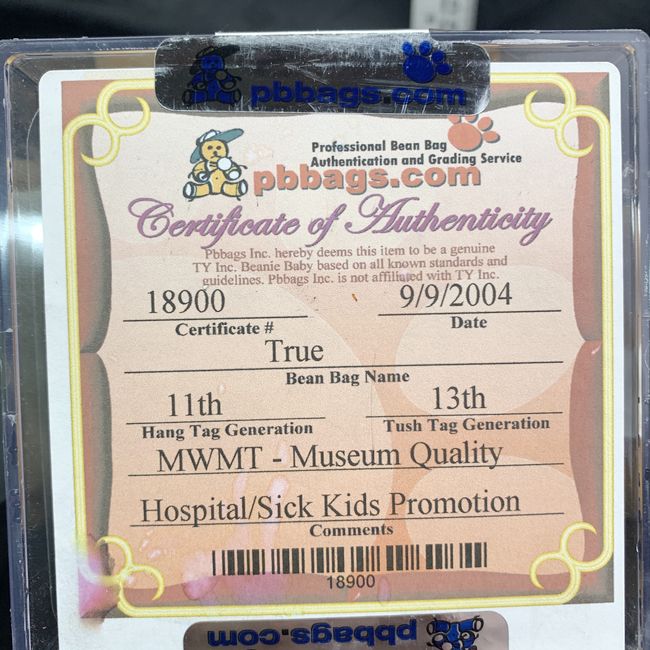 pbbags.com
Professional Bean Bag
Authentication and Grading Service
pbbags.com
Certificate of Authenticity
Pbbags Inc. hereby deems this item to be a genuine
TY Inc. Beanie Baby based on all known standards and
guidelines. Pbbags Inc. is not affiliated with TY Inc.
18900 9/9/2004
Certificate # Date
True
Bean Bag Name
11th 13th
Hang Tag Generation Tush Tag Generation
MWMT - Museum Quality
Hospital/Sick Kids Promotion
Comments
18900
pbbags.com